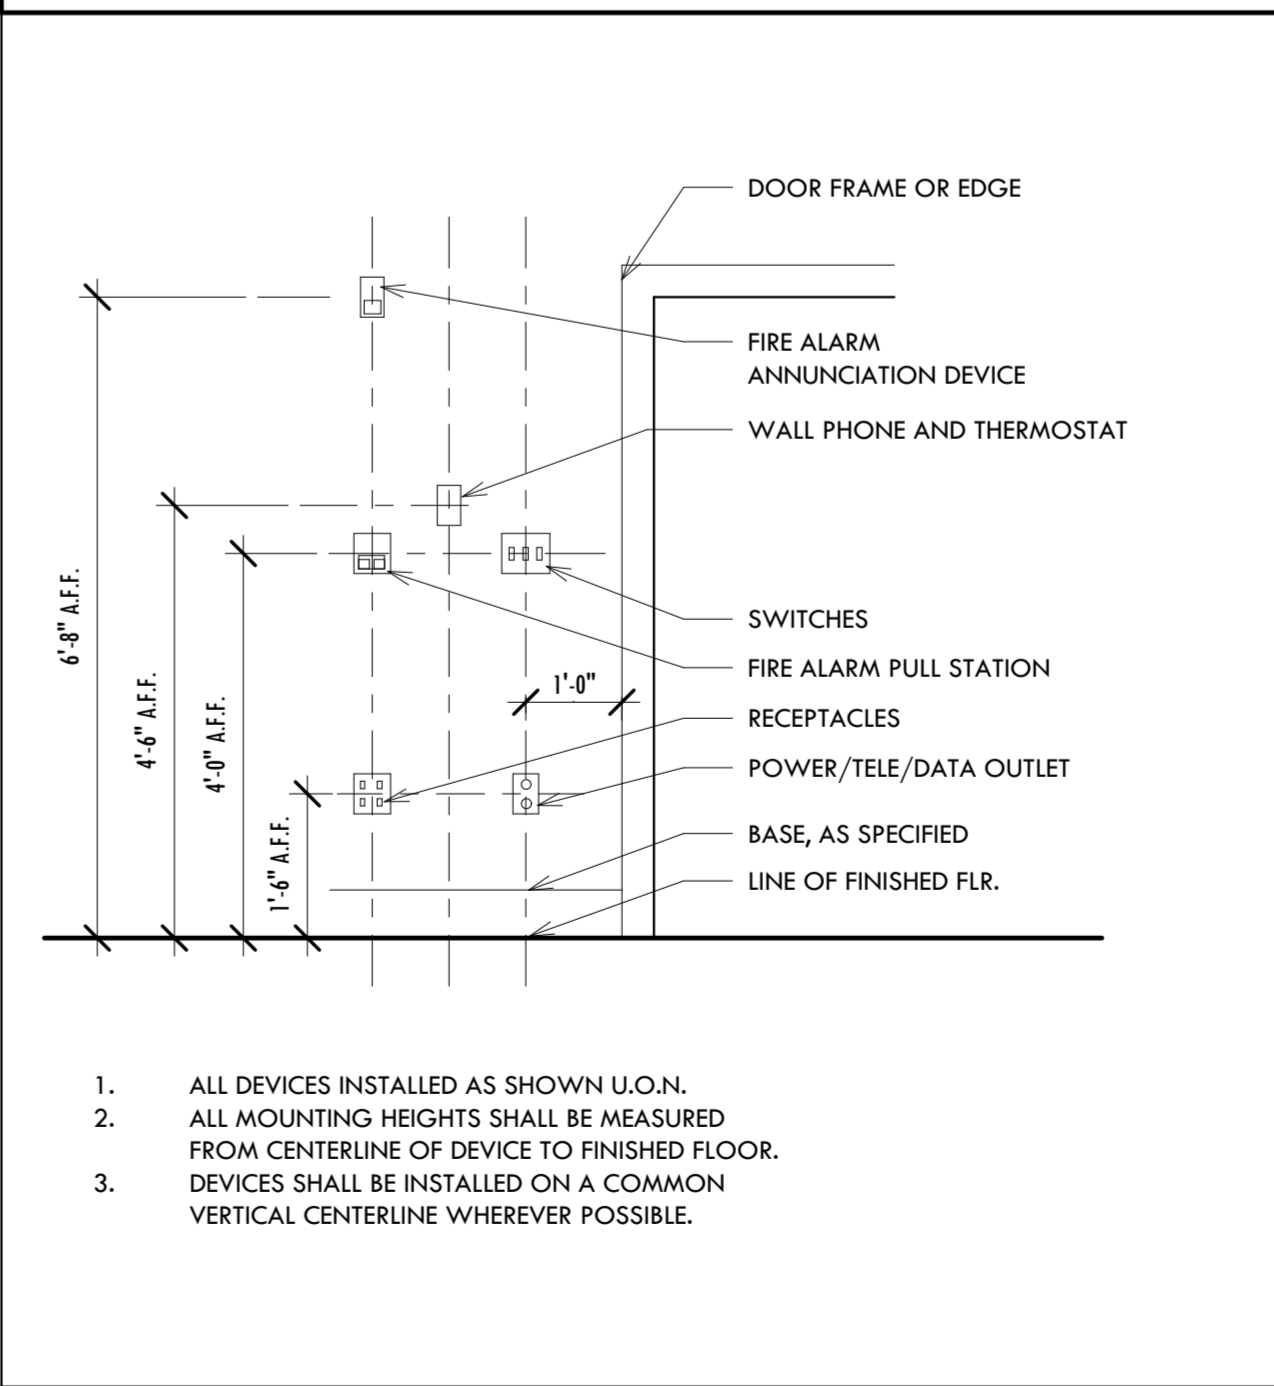 DOOR FRAME OR EDGE
FIRE ALARM
ANNUNCIATION DEVICE
WALL PHONE AND THERMOSTAT
SWITCHES
FIRE ALARM PULL STATION
1'-0"
RECEPTACLES
POWER/TELE/DATA OUTLET
BASE, AS SPECIFIED
LINE OF FINISHED FLR.
6'-8" A.F.F.
4'-6" A.F.F.
4'-0" A.F.F.
1'-6" A.F.F.
1. ALL DEVICES INSTALLED AS SHOWN U.O.N.
2. ALL MOUNTING HEIGHTS SHALL BE MEASURED
FROM CENTERLINE OF DEVICE TO FINISHED FLOOR.
3. DEVICES SHALL BE INSTALLED ON A COMMON
VERTICAL CENTERLINE WHEREVER POSSIBLE.